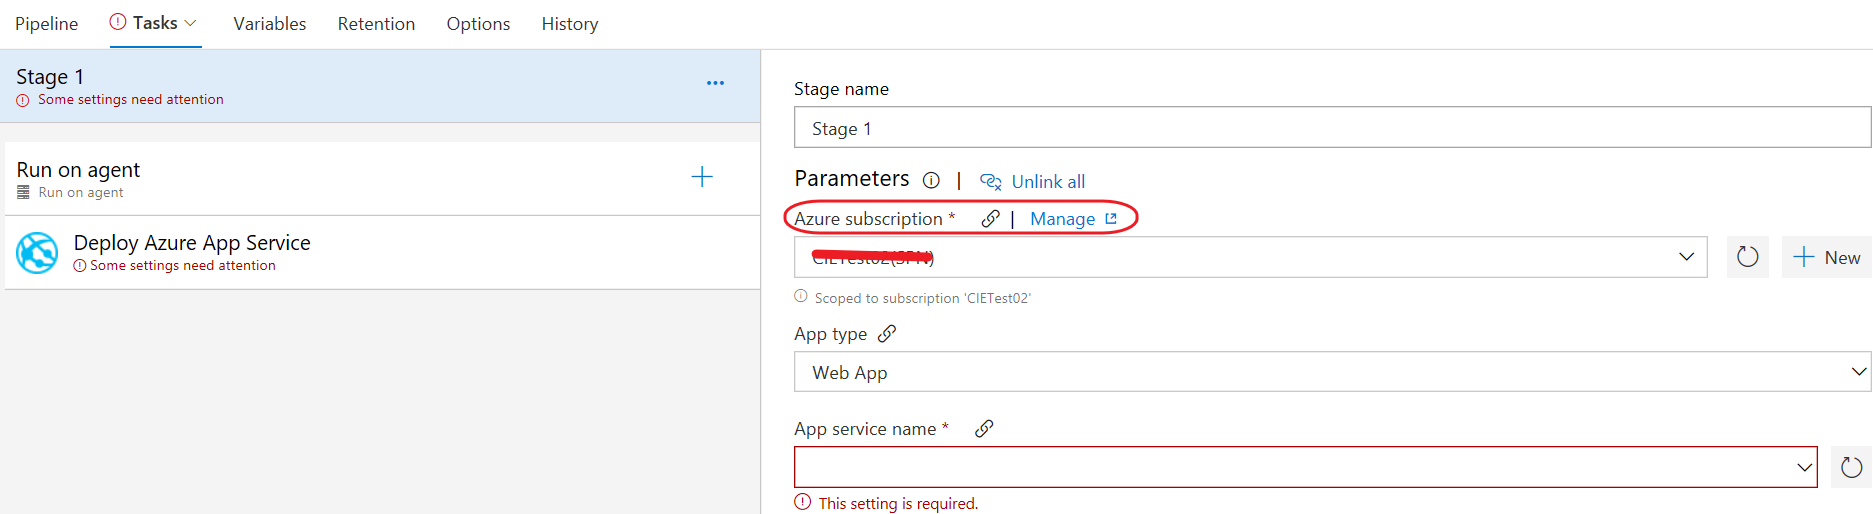 Pipeline Tasks Variables Retention Options History
Stage 1
Some settings need attention
Run on agent
Run on agent
Deploy Azure App Service
Some settings need attention
Stage name
Stage 1
Parameters | Unlink all
Azure subscription * | Manage
New
Scoped to subscription 'CIETest02'
App type
Web App
App service name *
This setting is required.